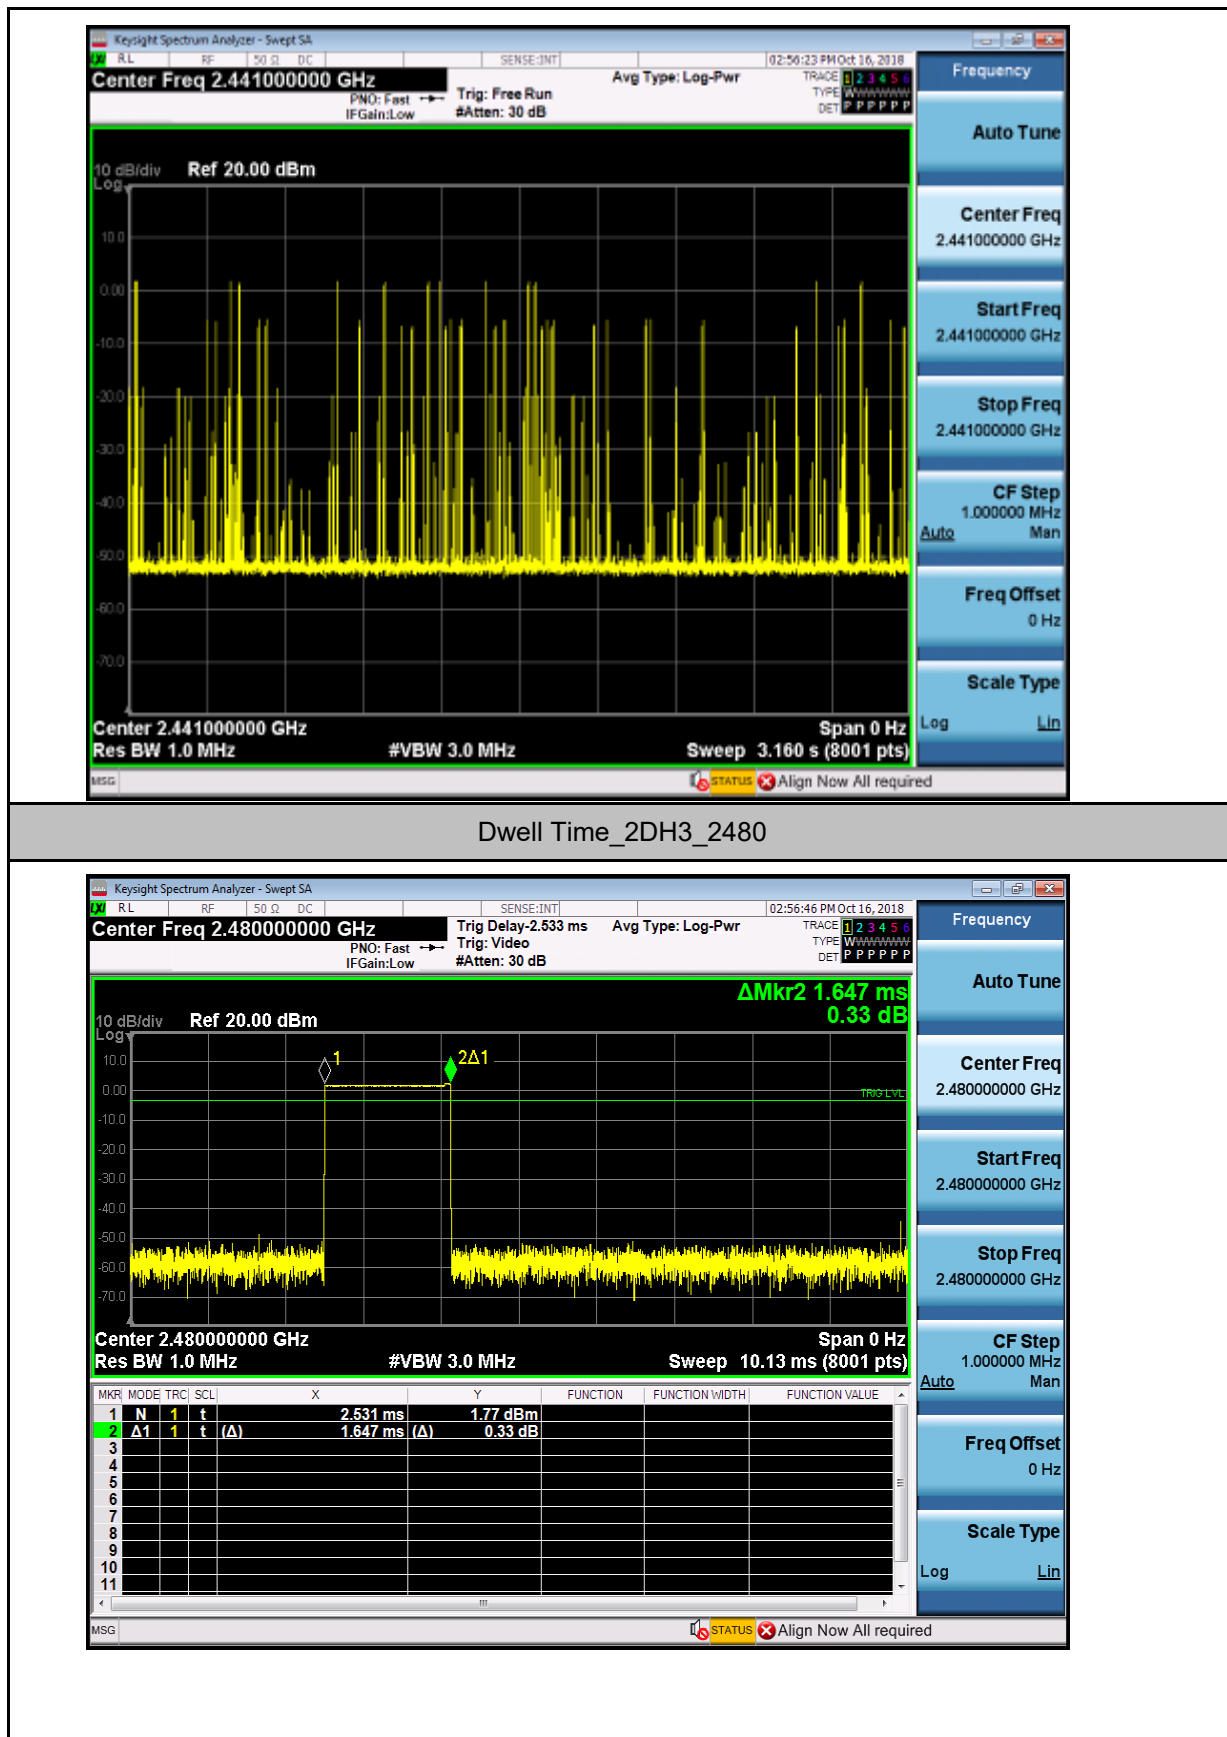 Keysight Spectrum Analyzer - Swept SA
LXI RL RF 50 Ω DC SENSE:INT 02:56:23 PM Oct 16, 2018
Center Freq 2.441000000 GHz
PNO: Fast
IFGain:Low
Trig: Free Run
#Atten: 30 dB
Avg Type: Log-Pwr
TRACE 1 2 3 4 5 6
TYPE W W W W W W
DET P P P P P P
10 dB/div Ref 20.00 dBm
Log
10.0
0.00
-10.0
-20.0
-30.0
-40.0
-50.0
-60.0
-70.0
Center 2.441000000 GHz Span 0 Hz
Res BW 1.0 MHz #VBW 3.0 MHz Sweep 3.160 s (8001 pts)
MSG STATUS Align Now All required
Frequency
Auto Tune
Center Freq
2.441000000 GHz
Start Freq
2.441000000 GHz
Stop Freq
2.441000000 GHz
CF Step
1.000000 MHz
Auto Man
Freq Offset
0 Hz
Scale Type
Log Lin
Dwell Time_2DH3_2480
Keysight Spectrum Analyzer - Swept SA
LXI RL RF 50 Ω DC SENSE:INT 02:56:46 PM Oct 16, 2018
Center Freq 2.480000000 GHz
PNO: Fast
IFGain:Low
Trig Delay-2.533 ms
Trig: Video
#Atten: 30 dB
Avg Type: Log-Pwr
TRACE 1 2 3 4 5 6
TYPE W W W W W W
DET P P P P P P
ΔMkr2 1.647 ms
0.33 dB
10 dB/div Ref 20.00 dBm
Log
10.0
0.00
-10.0
-20.0
-30.0
-40.0
-50.0
-60.0
-70.0
1
2Δ1
TRIG LVL
Center 2.480000000 GHz Span 0 Hz
Res BW 1.0 MHz #VBW 3.0 MHz Sweep 10.13 ms (8001 pts)
MKR MODE TRC SCL X Y FUNCTION FUNCTION WIDTH FUNCTION VALUE
1 N 1 t 2.531 ms 1.77 dBm
2 Δ1 1 t (Δ) 1.647 ms (Δ) 0.33 dB
3
4
5
6
7
8
9
10
11
MSG STATUS Align Now All required
Frequency
Auto Tune
Center Freq
2.480000000 GHz
Start Freq
2.480000000 GHz
Stop Freq
2.480000000 GHz
CF Step
1.000000 MHz
Auto Man
Freq Offset
0 Hz
Scale Type
Log Lin